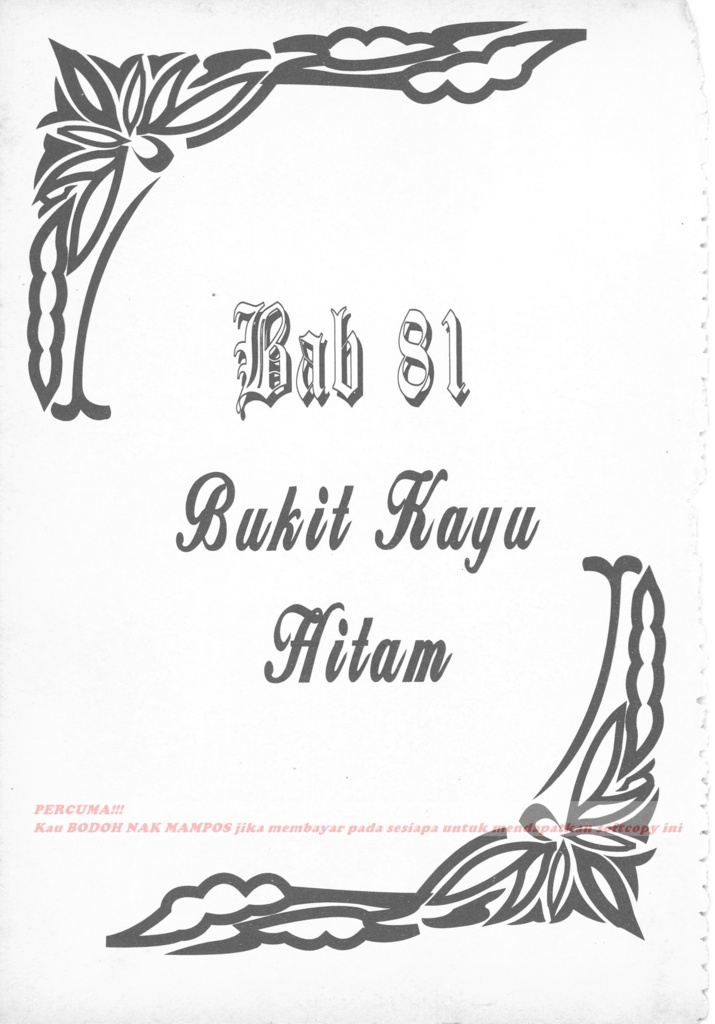 Bab 81
Bukit Kayu
Hitam
PERCUMA!!!
Kau BODOH NAK MAMPOS jika membayar pada sesiapa untuk mendapatkan softcopy ini